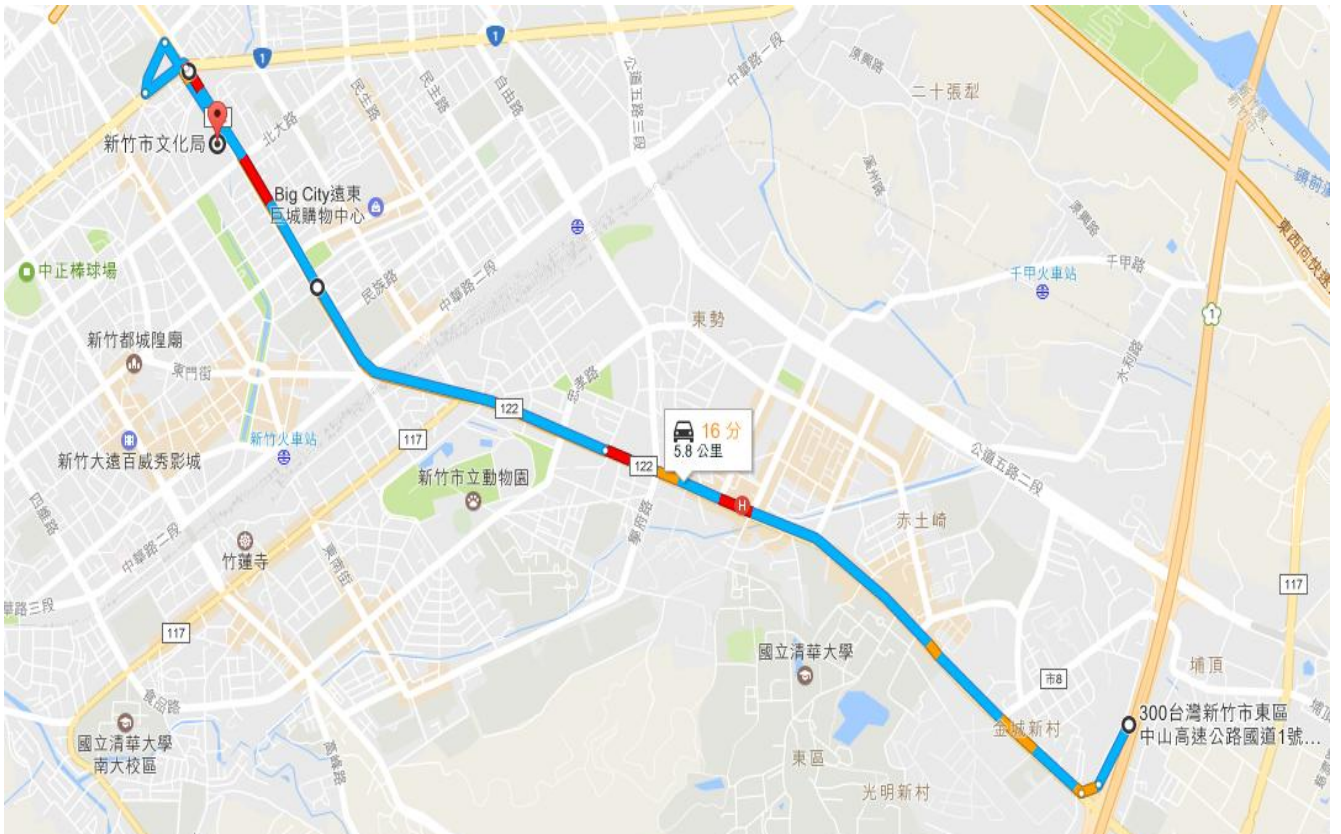 1
1
公道五路三段
中華路一段
原興路
二十張犁
新竹市文化局
北大路
民生路
民主路
自由路
溪州路
Big City遠東
巨城購物中心
原興路
東西向快速
中正棒球場
民族路
中華路二段
千甲火車站
千甲路
1
新竹都城隍廟
東門街
東勢
水利路
忠孝路
122
16 分
5.8 公里
117
新竹火車站
新竹大遠百威秀影城
122
H
公道五路二段
新竹市立動物園
學府路
赤土崎
竹蓮寺
中華路二段
東南街
117
華路三段
117
國立清華大學
埔頂
市8
食品路
國立清華大學
南大校區
高峰路
金城新村
300台灣新竹市東區
中山高速公路國道1號...
東區
光明新村